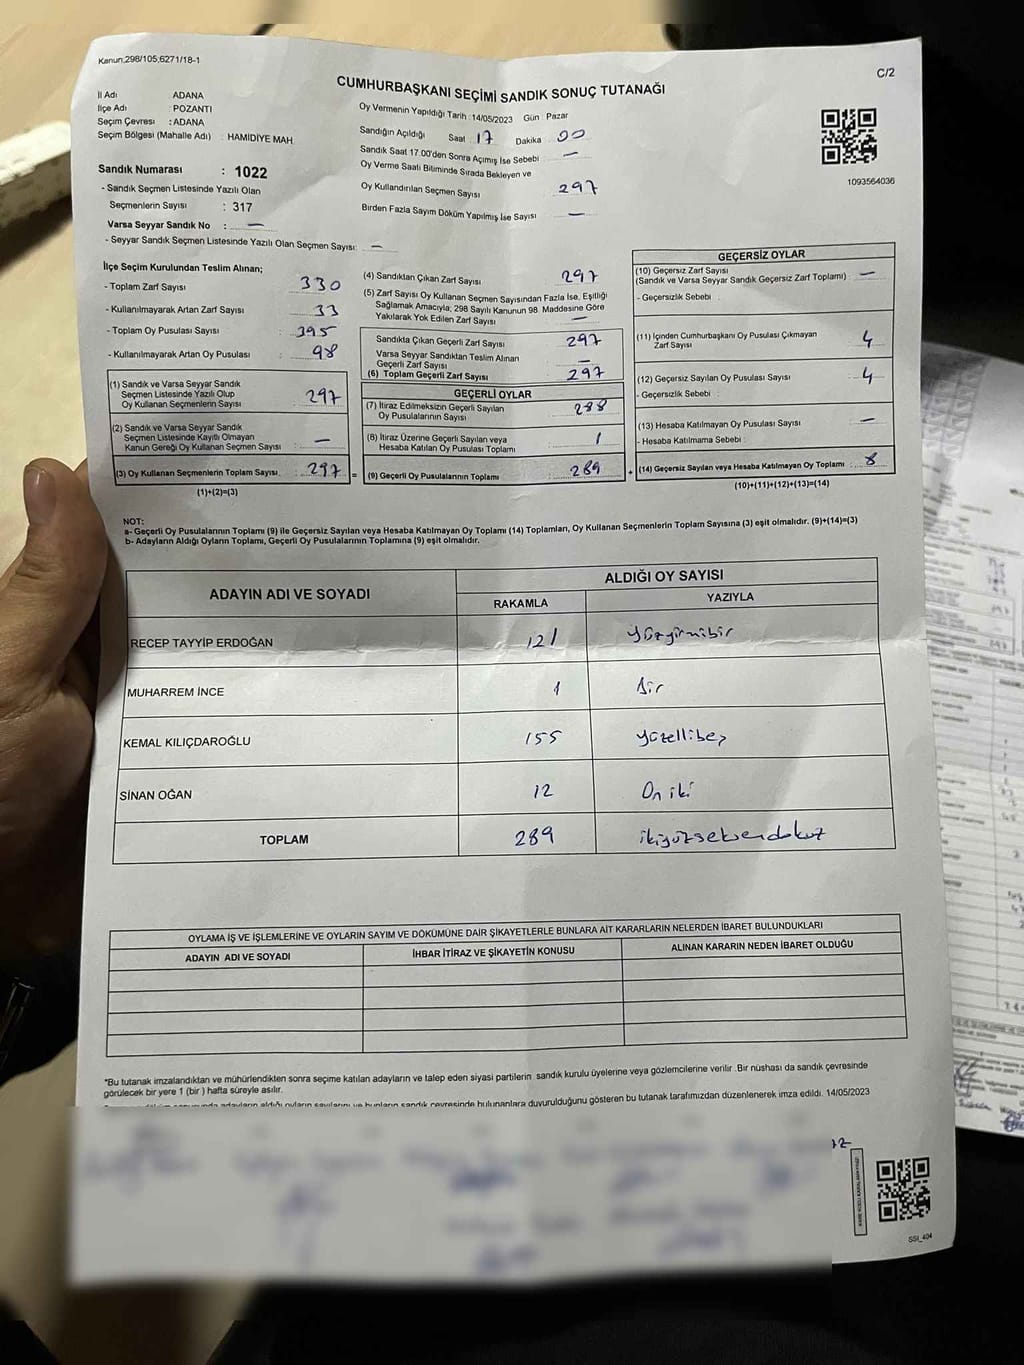 Kanun;298/105;6271/18-1
C/2
CUMHURBAŞKANI SEÇİMİ SANDIK SONUÇ TUTANAĞI
İl Adı ADANA
İlçe Adı : POZANTI
Seçim Çevresi : ADANA
Seçim Bölgesi (Mahalle Adı) : HAMİDİYE MAH
Oy Vermenin Yapıldığı Tarih :14/05/2023 Gün : Pazar
Sandığın Açıldığı Saat 17 Dakika 00
Sandık Saat 17.00'den Sonra Açımış İse Sebebi —
Oy Verme Saati Bitiminde Sırada Bekleyen ve
Oy Kullandırılan Seçmen Sayısı 297
Birden Fazla Sayım Döküm Yapılmış İse Sayısı —
1093564036
Sandık Numarası : 1022
- Sandık Seçmen Listesinde Yazılı Olan
Seçmenlerin Sayısı : 317
Varsa Seyyar Sandık No : —
- Seyyar Sandık Seçmen Listesinde Yazılı Olan Seçmen Sayısı: —
İlçe Seçim Kurulundan Teslim Alınan;
- Toplam Zarf Sayısı : 330
- Kullanılmayarak Artan Zarf Sayısı : 33
- Toplam Oy Pusulası Sayısı : 395
- Kullanılmayarak Artan Oy Pusulası : 98
(1) Sandık ve Varsa Seyyar Sandık
Seçmen Listesinde Yazılı Olup
Oy Kullanan Seçmenlerin Sayısı : 297
(2) Sandık ve Varsa Seyyar Sandık
Seçmen Listesinde Kayıtlı Olmayan
Kanun Gereği Oy Kullanan Seçmen Sayısı : —
(3) Oy Kullanan Seçmenlerin Toplam Sayısı : 297 =
(1)+(2)=(3)
(4) Sandıktan Çıkan Zarf Sayısı 297
(5) Zarf Sayısı Oy Kullanan Seçmen Sayısından Fazla İse, Eşitliği
Sağlamak Amacıyla; 298 Sayılı Kanunun 98. Maddesine Göre
Yakılarak Yok Edilen Zarf Sayısı —
Sandıkta Çıkan Geçerli Zarf Sayısı 297
Varsa Seyyar Sandıktan Teslim Alınan
Geçerli Zarf Sayısı —
(6) Toplam Geçerli Zarf Sayısı 297
GEÇERLİ OYLAR
(7) İtiraz Edilmeksizin Geçerli Sayılan
Oy Pusulalarının Sayısı : 288
(8) İtiraz Üzerine Geçerli Sayılan veya
Hesaba Katılan Oy Pusulası Toplamı : 1
(9) Geçerli Oy Pusulalarının Toplamı : 289 +
GEÇERSİZ OYLAR
(10) Geçersiz Zarf Sayısı
(Sandık ve Varsa Seyyar Sandık Geçersiz Zarf Toplamı) : —
- Geçersizlik Sebebi :
(11) İçinden Cumhurbaşkanı Oy Pusulası Çıkmayan
Zarf Sayısı : 4
(12) Geçersiz Sayılan Oy Pusulası Sayısı : 4
- Geçersizlik Sebebi :
(13) Hesaba Katılmayan Oy Pusulası Sayısı : —
- Hesaba Katılmama Sebebi :
(14) Geçersiz Sayılan veya Hesaba Katılmayan Oy Toplamı : 8
(10)+(11)+(12)+(13)=(14)
NOT:
a- Geçerli Oy Pusulalarının Toplamı (9) ile Geçersiz Sayılan veya Hesaba Katılmayan Oy Toplamı (14) Toplamları, Oy Kullanan Seçmenlerin Toplam Sayısına (3) eşit olmalıdır. (9)+(14)=(3)
b- Adayların Aldığı Oyların Toplamı, Geçerli Oy Pusulalarının Toplamına (9) eşit olmalıdır.
ADAYIN ADI VE SOYADI
ALDIĞI OY SAYISI
RAKAMLA YAZIYLA
RECEP TAYYİP ERDOĞAN 121 yüzyirmibir
MUHARREM İNCE 1 Bir
KEMAL KILIÇDAROĞLU 155 yüzellibeş
SİNAN OĞAN 12 On iki
TOPLAM 289 ikiyüzseksendokuz
OYLAMA İŞ VE İŞLEMLERİNE VE OYLARIN SAYIM VE DÖKÜMÜNE DAİR ŞİKAYETLERLE BUNLARA AİT KARARLARIN NELERDEN İBARET BULUNDUKLARI
ADAYIN ADI VE SOYADI İHBAR İTİRAZ VE ŞİKAYETİN KONUSU ALINAN KARARIN NEDEN İBARET OLDUĞU
*Bu tutanak imzalandıktan ve mühürlendikten sonra seçime katılan adayların ve talep eden siyasi partilerin sandık kurulu üyelerine veya gözlemcilerine verilir .Bir nüshası da sandık çevresinde
görülecek bir yere 1 (bir ) hafta süreyle asılır.
adayların aldığı oyların sayılarını ve bunların sandık çevresinde bulunanlara duyurulduğunu gösteren bu tutanak tarafımızdan düzenlenerek imza edildi. 14/05/2023
SSİ_404